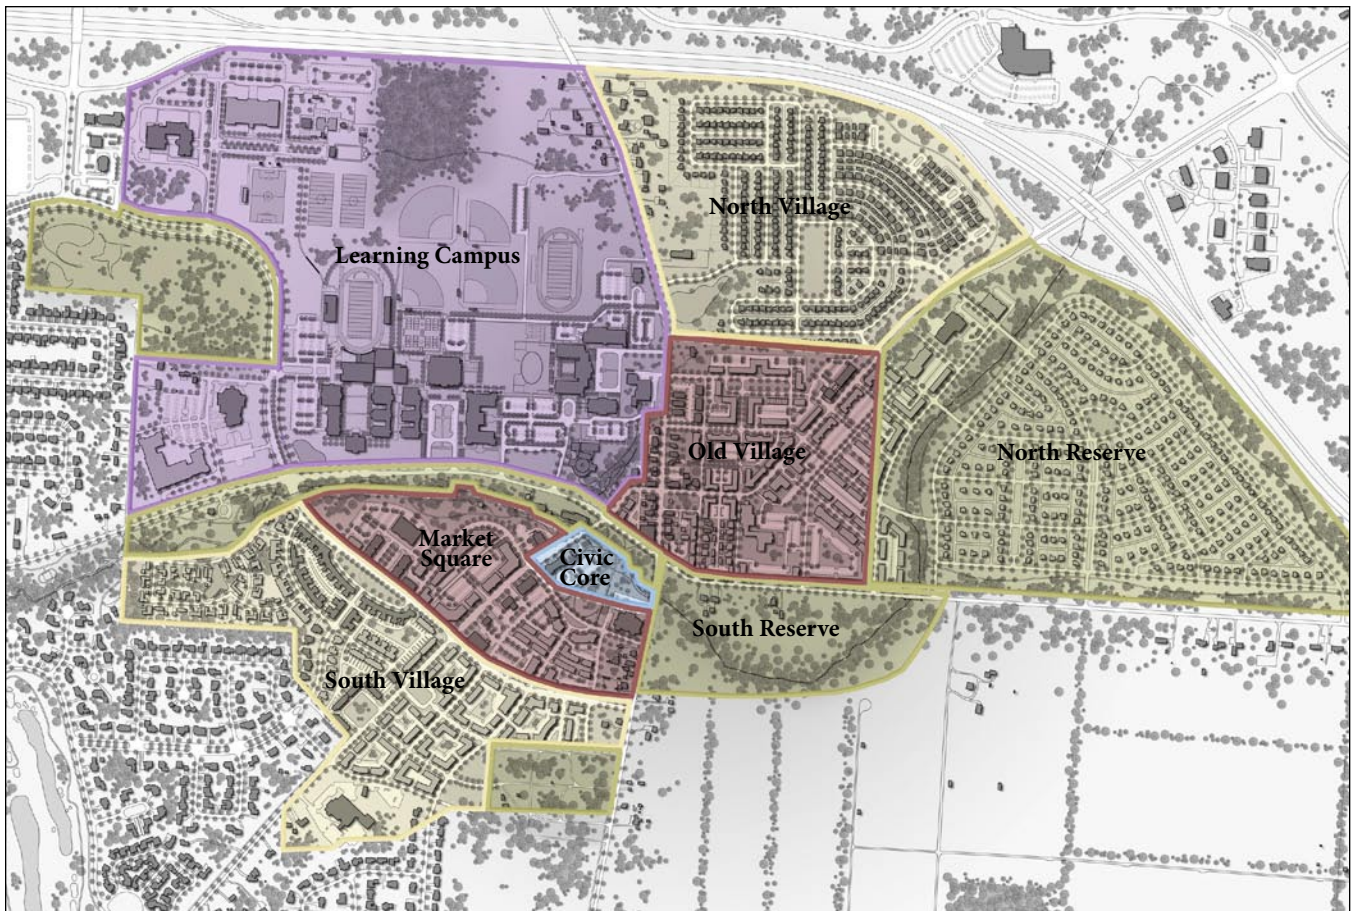 North Village
Learning Campus
Old Village
North Reserve
Market
Square
Civic
Core
South Reserve
South Village